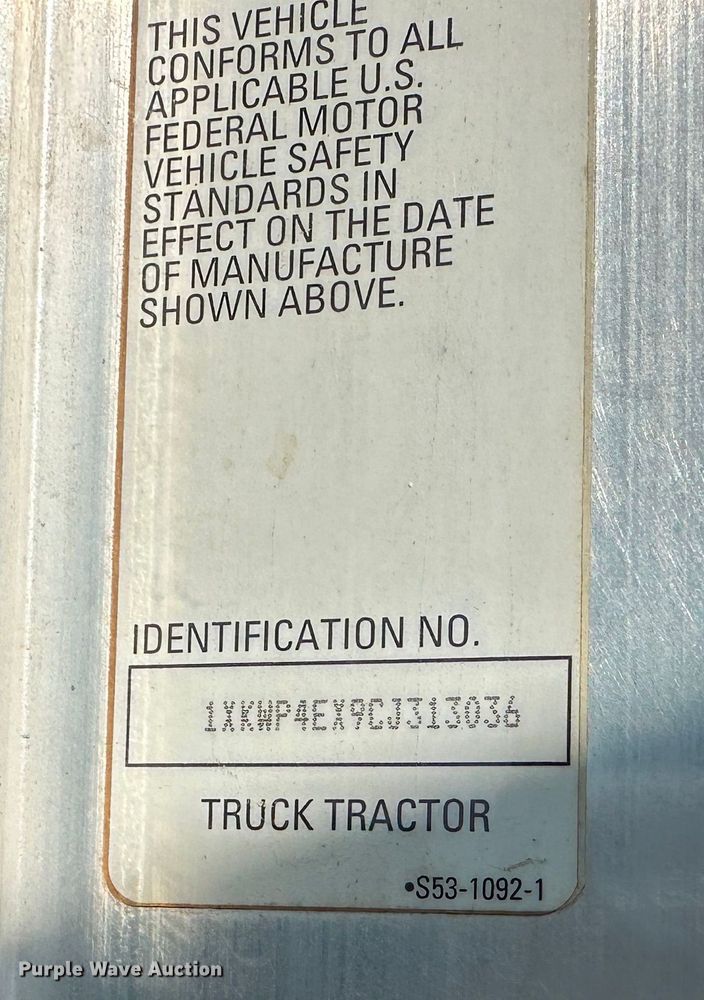 THIS VEHICLE
CONFORMS TO ALL
APPLICABLE U.S.
FEDERAL MOTOR
VEHICLE SAFETY
STANDARDS IN
EFFECT ON THE DATE
OF MANUFACTURE
SHOWN ABOVE.
IDENTIFICATION NO.
TRUCK TRACTOR
•S53-1092-1
Purple Wave Auction